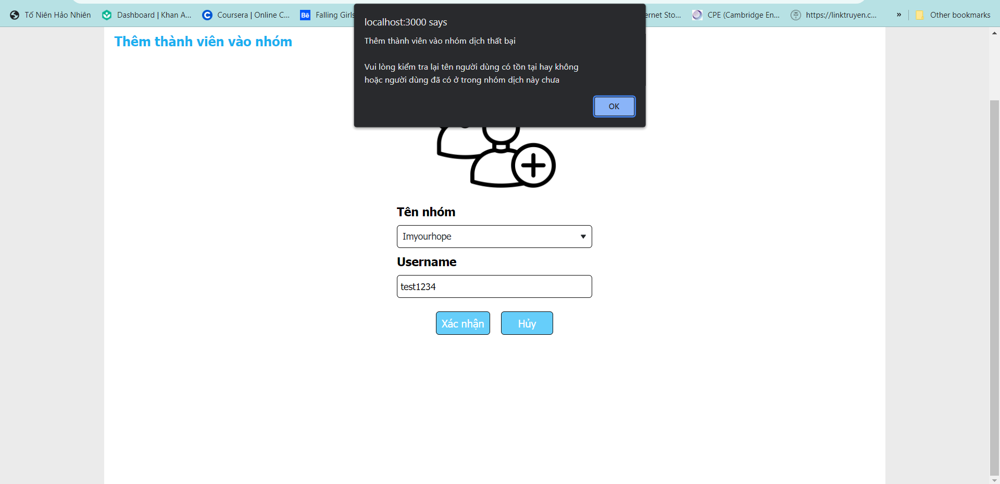 Tố Niên Hảo Nhiên
Dashboard | Khan A...
Coursera | Online C...
Bē
Falling Girls
ernet Sto...
CPE (Cambridge En...
https://linktruyen.c...
»
Other bookmarks
localhost:3000 says
Thêm thành viên vào nhóm dịch thất bại
Vui lòng kiểm tra lại tên người dùng có tồn tại hay không
hoặc người dùng đã có ở trong nhóm dịch này chưa
OK
Thêm thành viên vào nhóm
Tên nhóm
Imyourhope
Username
test1234
Xác nhận
Hủy